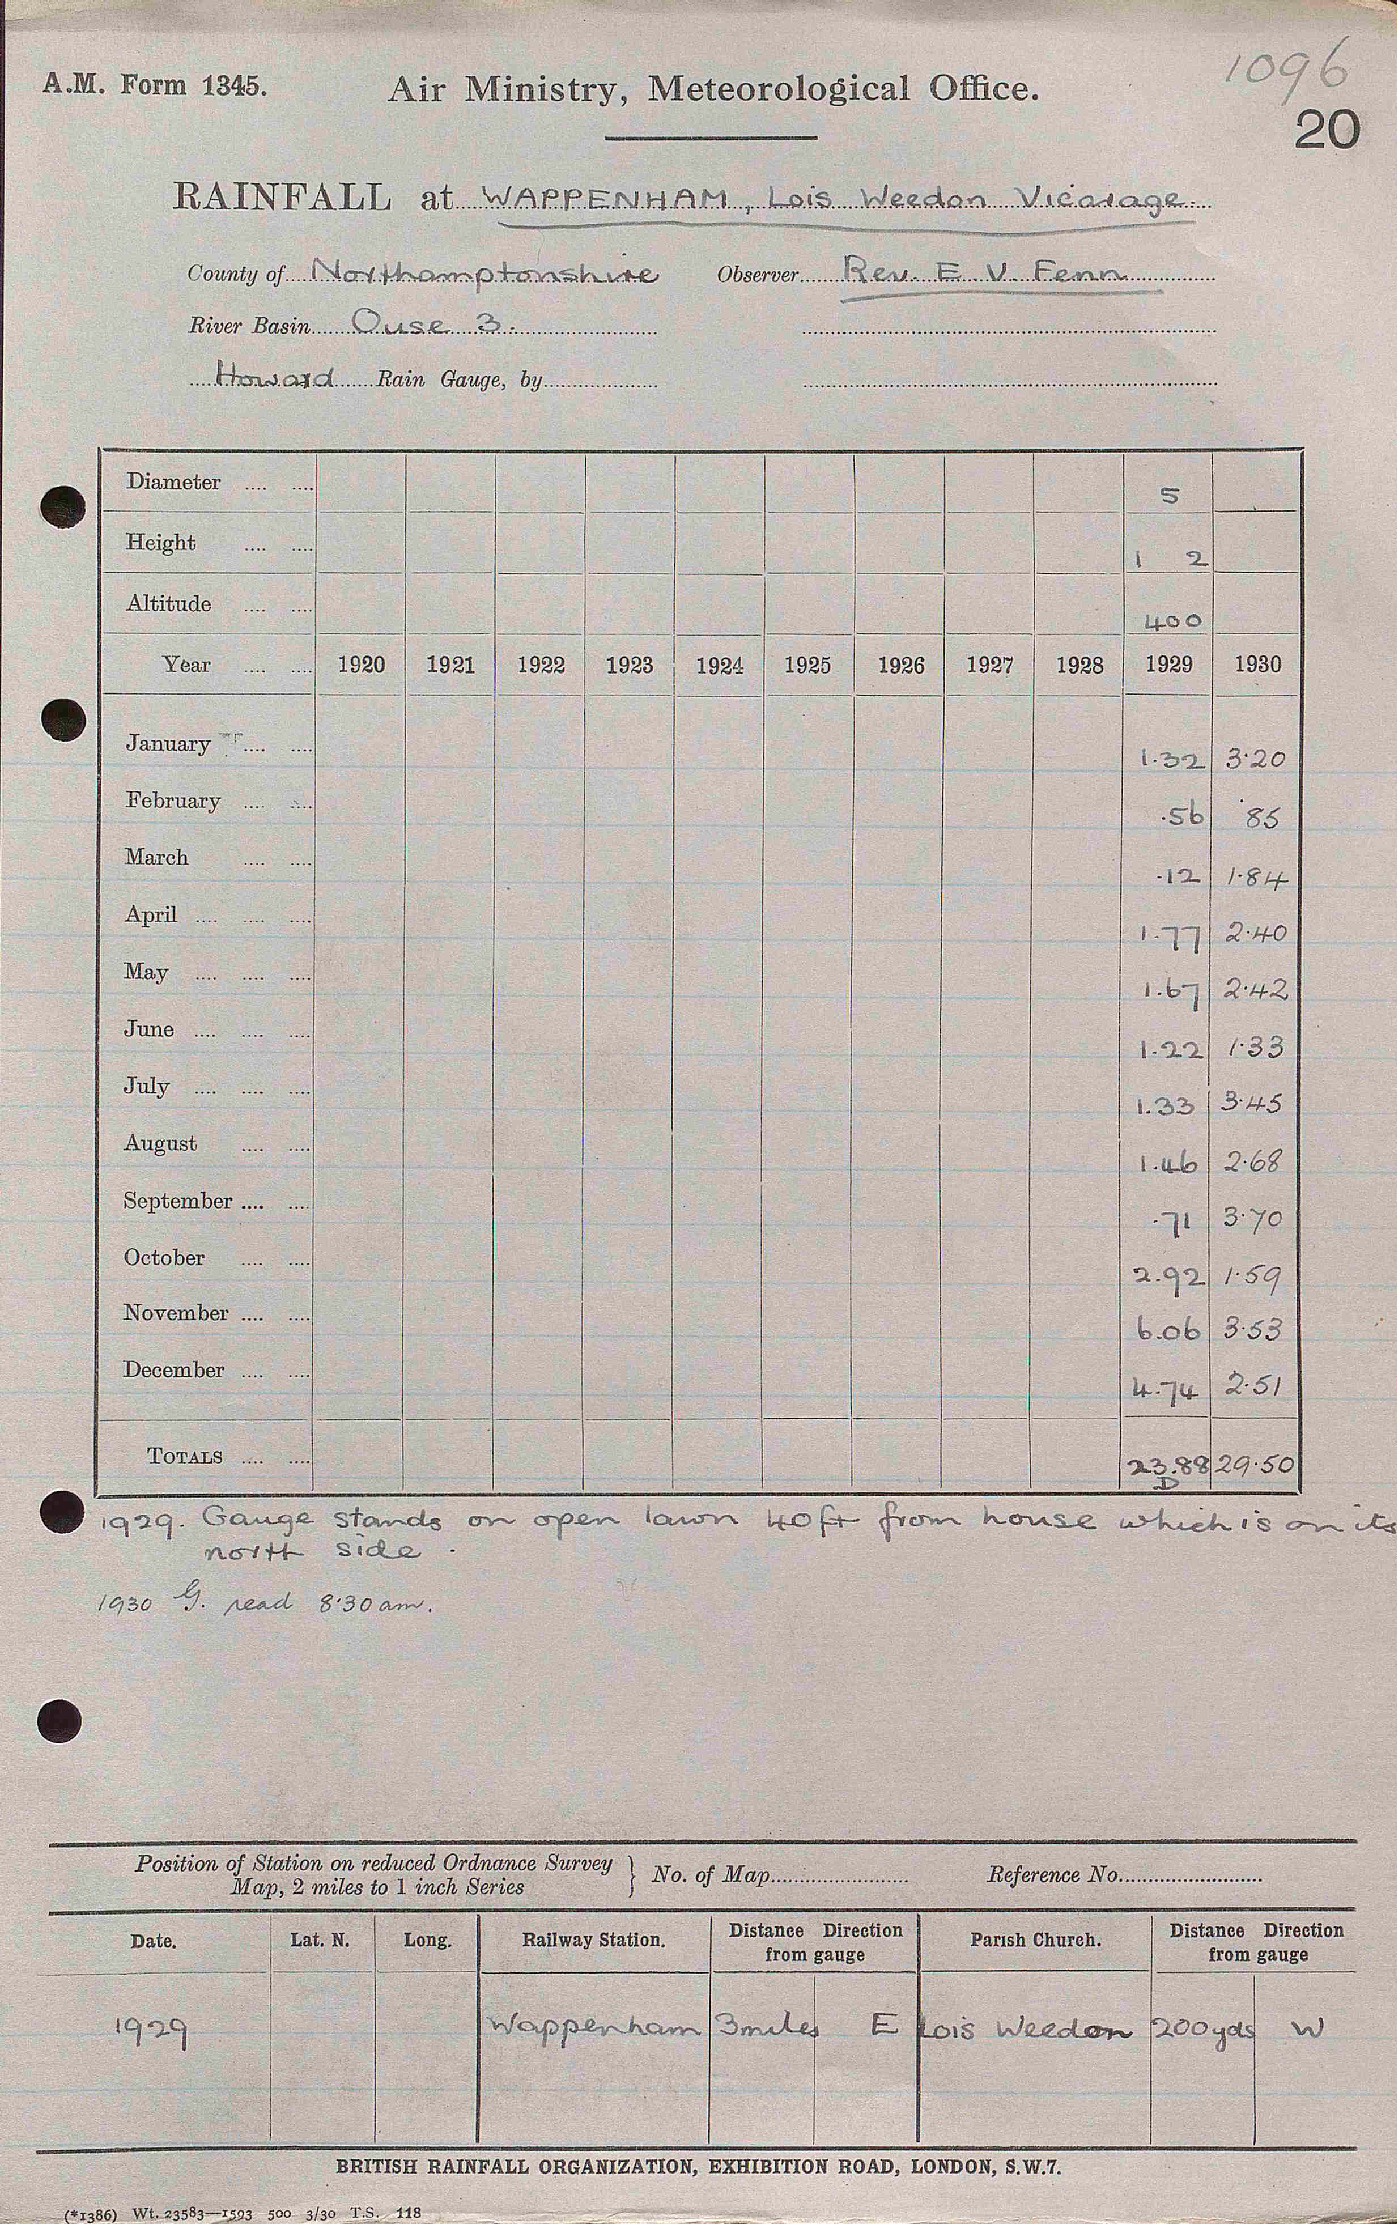 1096
A.M. Form 1345. Air Ministry, Meteorological Office.
20
RAINFALL at WAPPENHAM, Lois Weedon Vicarage
County of Northamptonshire Observer Rev. E V. Fenn
River Basin Ouse 3.
Howard Rain Gauge, by
Diameter 5
Height 1 2
Altitude 400
Year 1920 1921 1922 1923 1924 1925 1926 1927 1928 1929 1930
January 1.32 3.20
February .56 .85
March .12 1.84
April 1.77 2.40
May 1.67 2.42
June 1.22 1.33
July 1.33 3.45
August 1.46 2.68
September .71 3.70
October 2.92 1.59
November 6.06 3.53
December 4.74 2.51
TOTALS 23.88 29.50
D
1929. Gauge stands on open lawn 40ft from house which is on its
north side.
1930 G. read 8.30am.
Position of Station on reduced Ordnance Survey
Map, 2 miles to 1 inch Series } No. of Map Reference No.
Date. Lat. N. Long. Railway Station. Distance Direction from gauge Parish Church. Distance Direction from gauge
1929 Wappenham 3miles E Lois Weedon 200yds W
BRITISH RAINFALL ORGANIZATION, EXHIBITION ROAD, LONDON, S.W.7.
(*1386) Wt. 23583—1593 500 3/30 T.S. 118